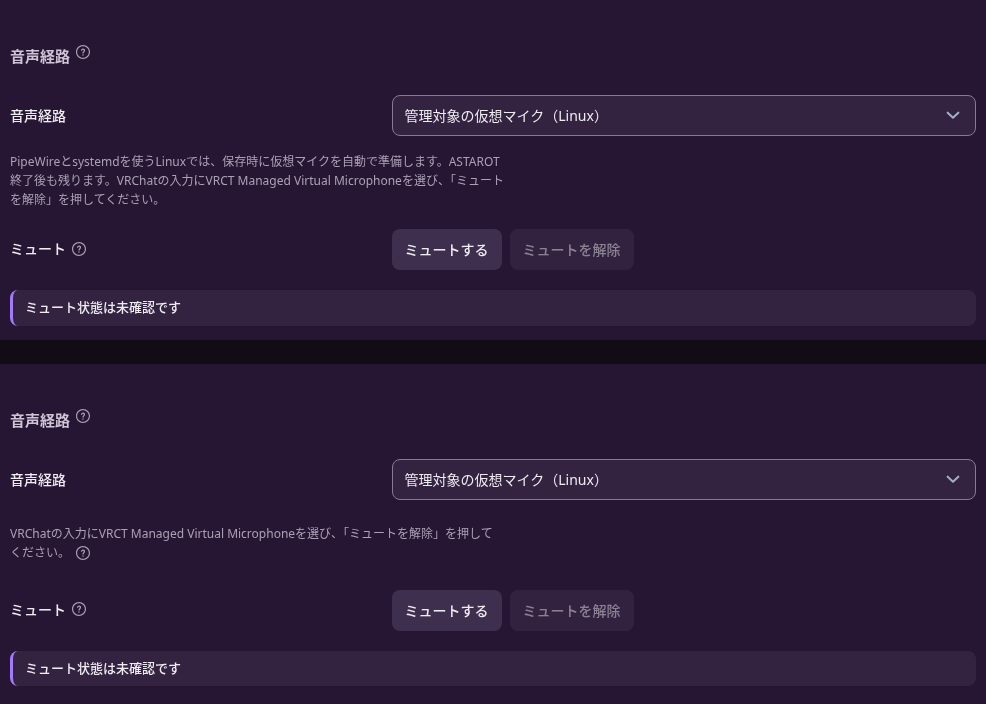 音声経路 ?
音声経路
管理対象の仮想マイク（Linux）
PipeWireとsystemdを使うLinuxでは、保存時に仮想マイクを自動で準備します。ASTAROT
終了後も残ります。VRChatの入力にVRCT Managed Virtual Microphoneを選び、「ミュート
を解除」を押してください。
ミュート ?
ミュートする ミュートを解除
ミュート状態は未確認です
音声経路 ?
音声経路
管理対象の仮想マイク（Linux）
VRChatの入力にVRCT Managed Virtual Microphoneを選び、「ミュートを解除」を押して
ください。 ?
ミュート ?
ミュートする ミュートを解除
ミュート状態は未確認です